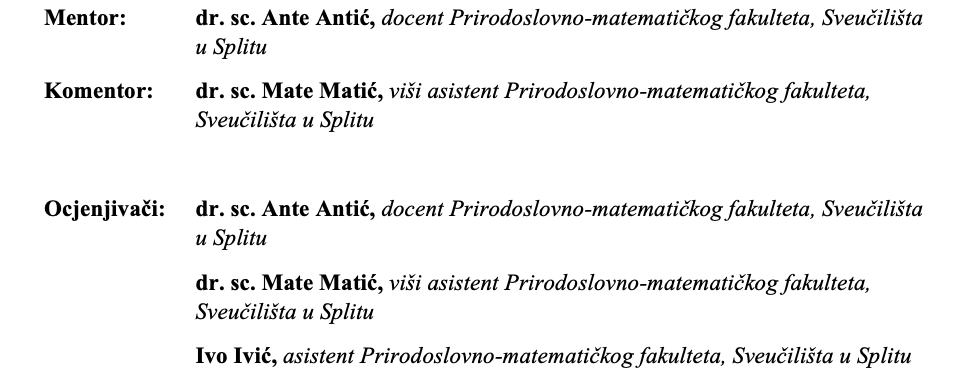 Mentor: dr. sc. Ante Antić, docent Prirodoslovno-matematičkog fakulteta, Sveučilišta
u Splitu
Komentor: dr. sc. Mate Matić, viši asistent Prirodoslovno-matematičkog fakulteta,
Sveučilišta u Splitu
Ocjenjivači: dr. sc. Ante Antić, docent Prirodoslovno-matematičkog fakulteta, Sveučilišta
u Splitu
dr. sc. Mate Matić, viši asistent Prirodoslovno-matematičkog fakulteta,
Sveučilišta u Splitu
Ivo Ivić, asistent Prirodoslovno-matematičkog fakulteta, Sveučilišta u Splitu